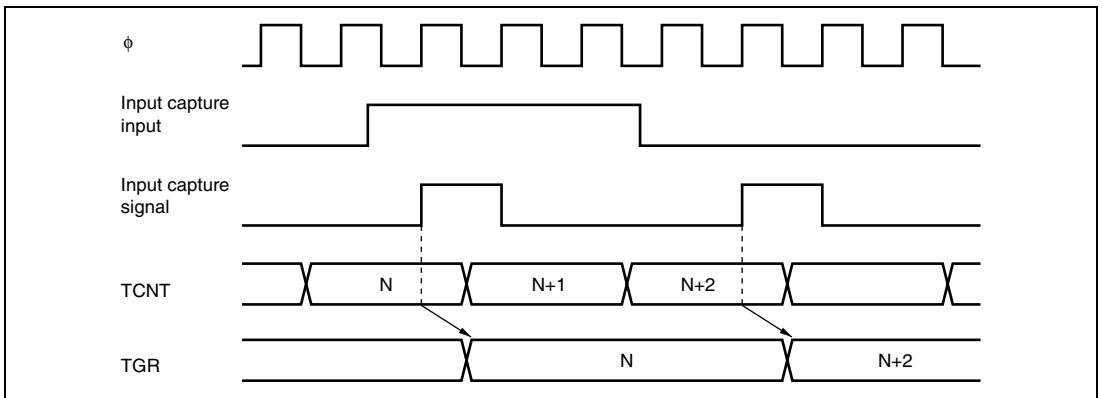 ϕ
Input capture
input
Input capture
signal
TCNT N N+1 N+2
TGR N N+2